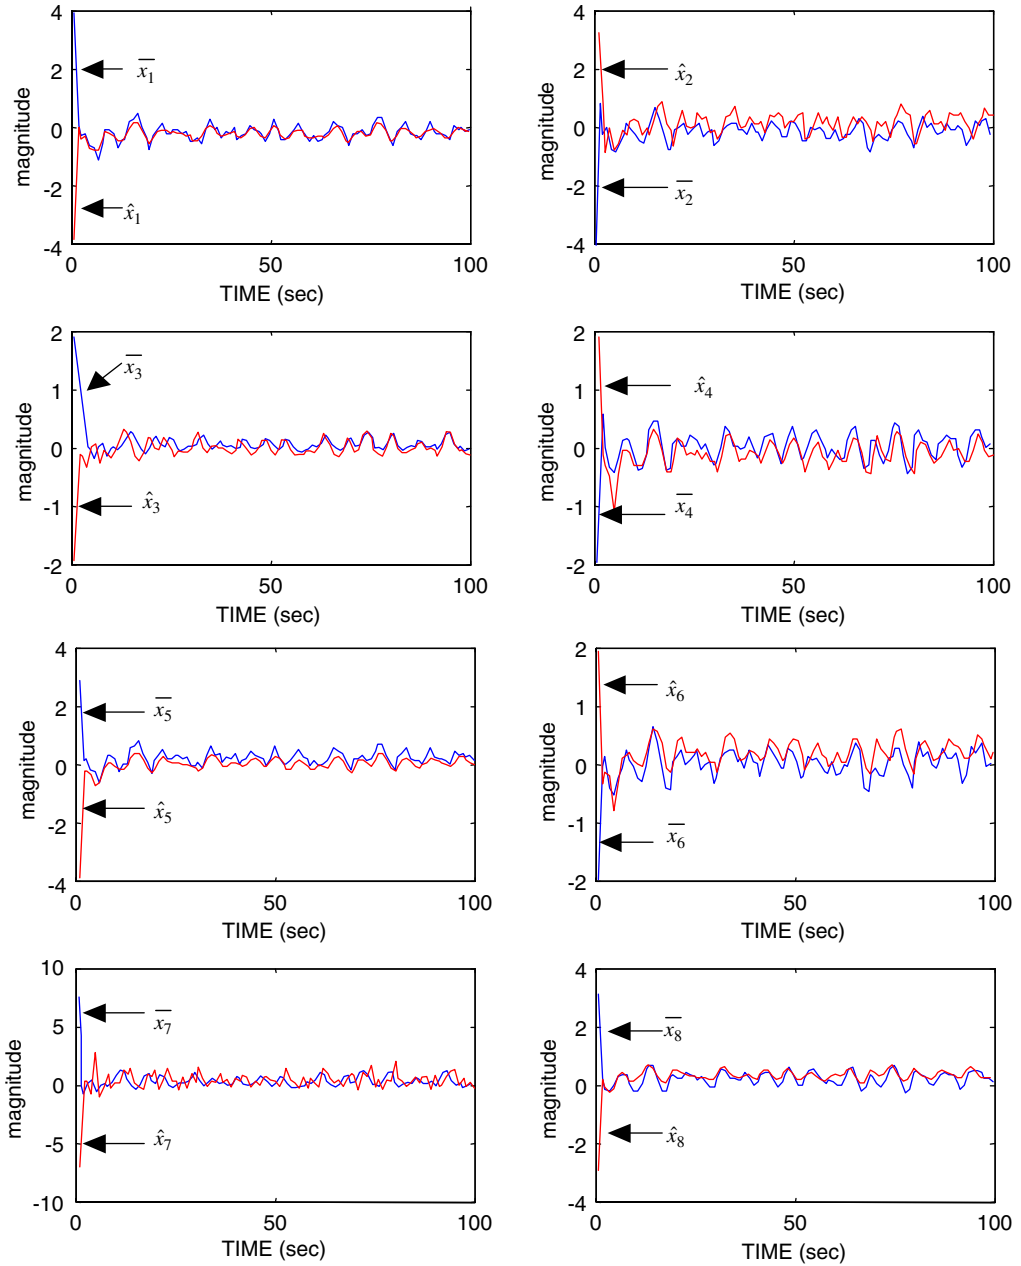 4
2
0
-2
-4
magnitude
x̅₁
x̂₁
0
50
100
TIME (sec)
4
2
0
-2
-4
magnitude
x̂₂
x̅₂
0
50
100
TIME (sec)
2
1
0
-1
-2
magnitude
x̅₃
x̂₃
0
50
100
TIME (sec)
2
1
0
-1
-2
magnitude
x̂₄
x̅₄
0
50
100
TIME (sec)
4
2
0
-2
-4
magnitude
x̅₅
x̂₅
0
50
100
TIME (sec)
2
1
0
-1
-2
magnitude
x̂₆
x̅₆
0
50
100
TIME (sec)
10
5
0
-5
-10
magnitude
x̅₇
x̂₇
0
50
100
TIME (sec)
4
2
0
-2
-4
magnitude
x̅₈
x̂₈
0
50
100
TIME (sec)